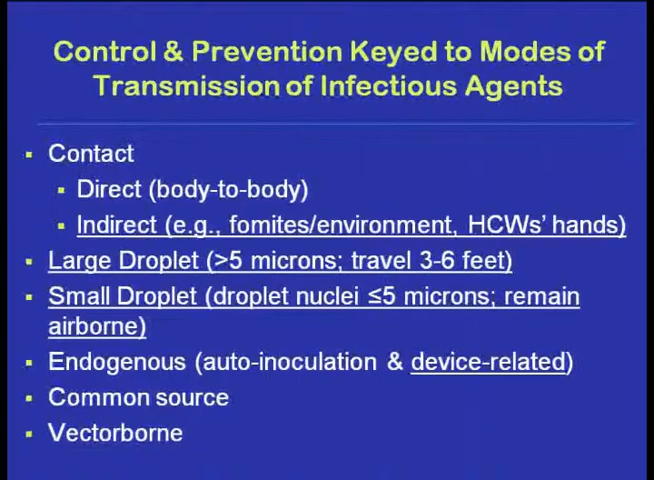 Control & Prevention Keyed to Modes of
Transmission of Infectious Agents
Contact
Direct (body-to-body)
Indirect (e.g., fomites/environment, HCWs' hands)
Large Droplet (>5 microns; travel 3-6 feet)
Small Droplet (droplet nuclei ≤5 microns; remain
airborne)
Endogenous (auto-inoculation & device-related)
Common source
Vectorborne